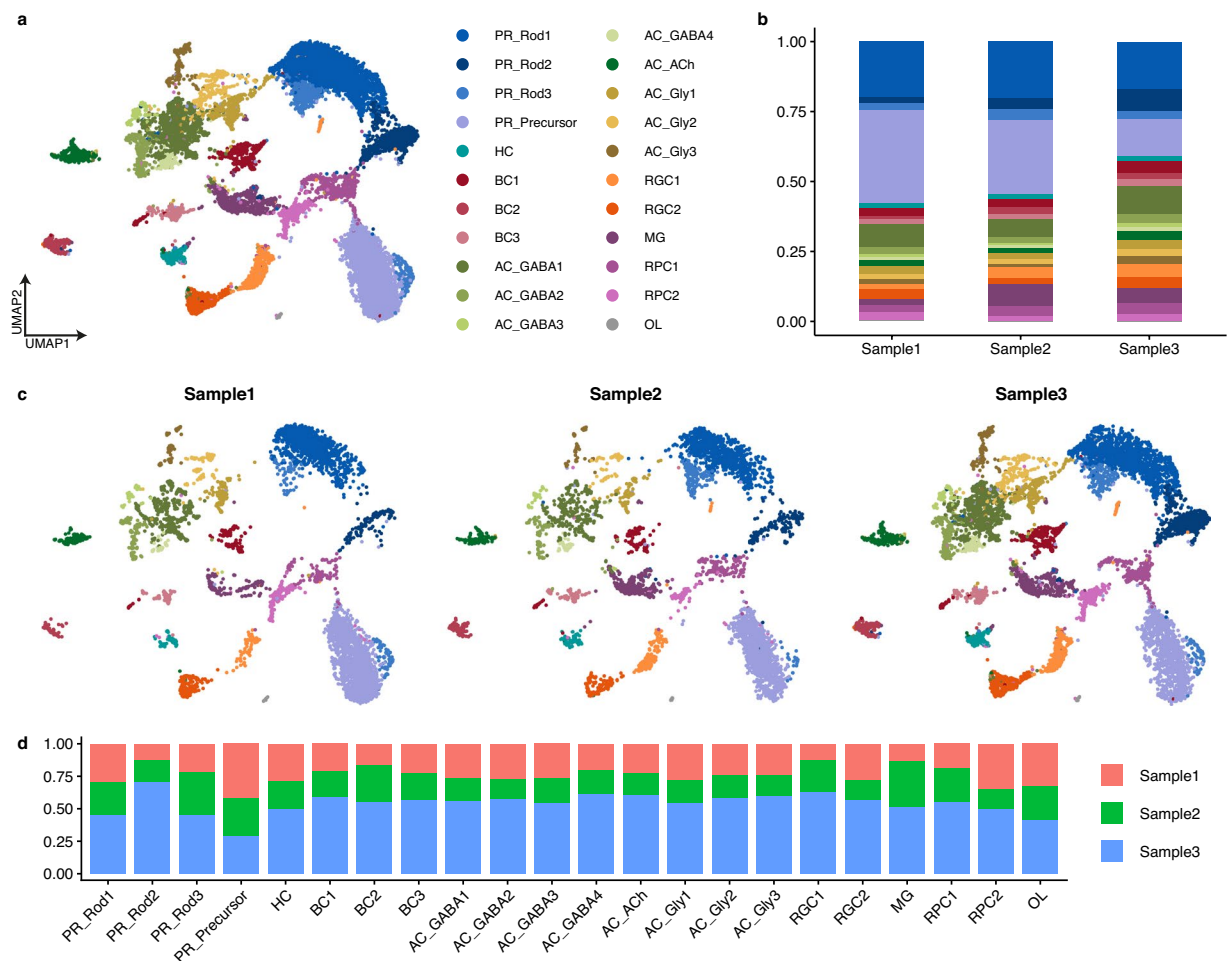 a
PR_Rod1
PR_Rod2
PR_Rod3
PR_Precursor
HC
BC1
BC2
BC3
AC_GABA1
AC_GABA2
AC_GABA3
AC_GABA4
AC_ACh
AC_Gly1
AC_Gly2
AC_Gly3
RGC1
RGC2
MG
RPC1
RPC2
OL
UMAP2
UMAP1
b
1.00
0.75
0.50
0.25
0.00
Sample1 Sample2 Sample3
c
Sample1 Sample2 Sample3
d
1.00
0.75
0.50
0.25
0.00
PR_Rod1 PR_Rod2 PR_Rod3 PR_Precursor HC BC1 BC2 BC3 AC_GABA1 AC_GABA2 AC_GABA3 AC_GABA4 AC_ACh AC_Gly1 AC_Gly2 AC_Gly3 RGC1 RGC2 MG RPC1 RPC2 OL
Sample1
Sample2
Sample3